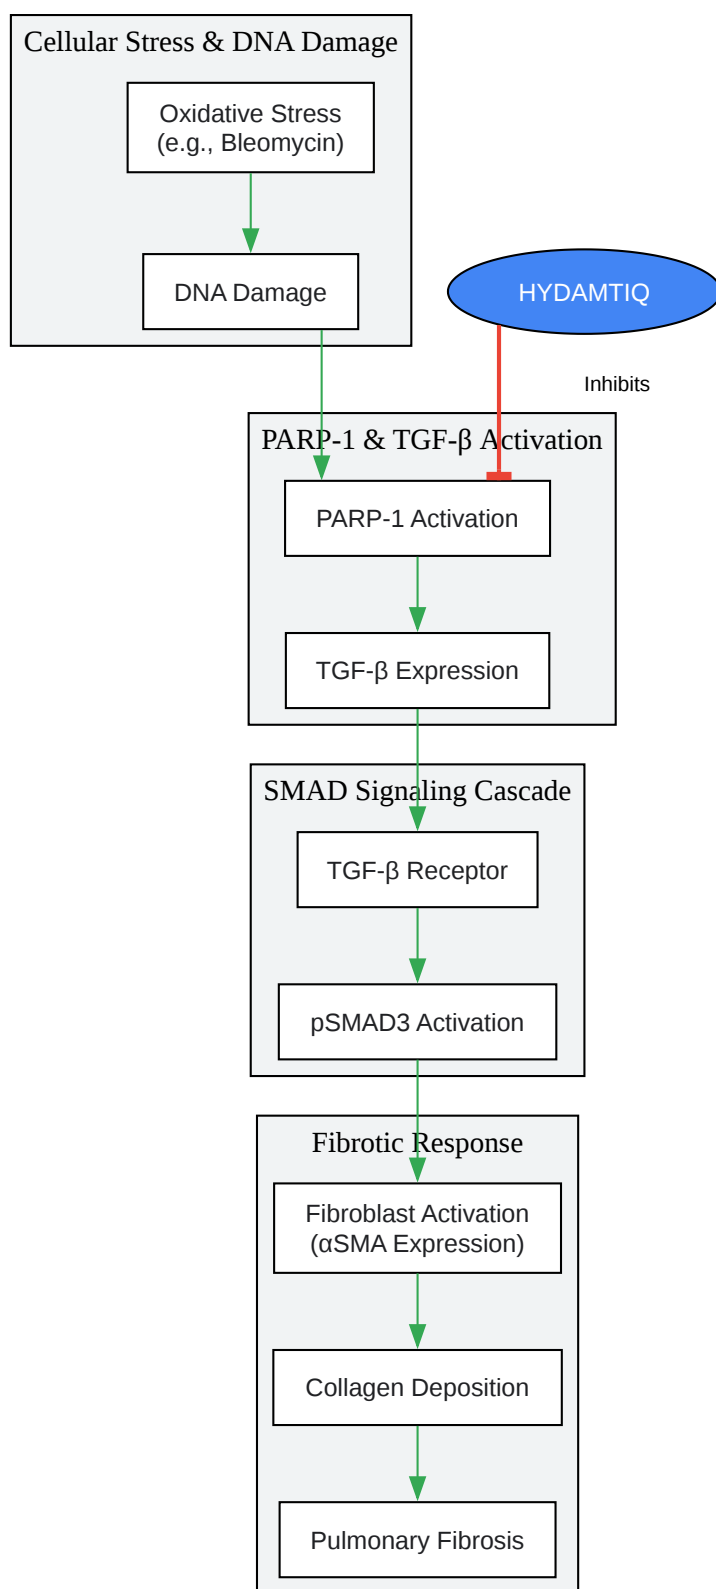 Cellular Stress & DNA Damage
Oxidative Stress
(e.g., Bleomycin)
DNA Damage
HYDAMTIQ
Inhibits
PARP-1 & TGF-β Activation
PARP-1 Activation
TGF-β Expression
SMAD Signaling Cascade
TGF-β Receptor
pSMAD3 Activation
Fibrotic Response
Fibroblast Activation
(αSMA Expression)
Collagen Deposition
Pulmonary Fibrosis